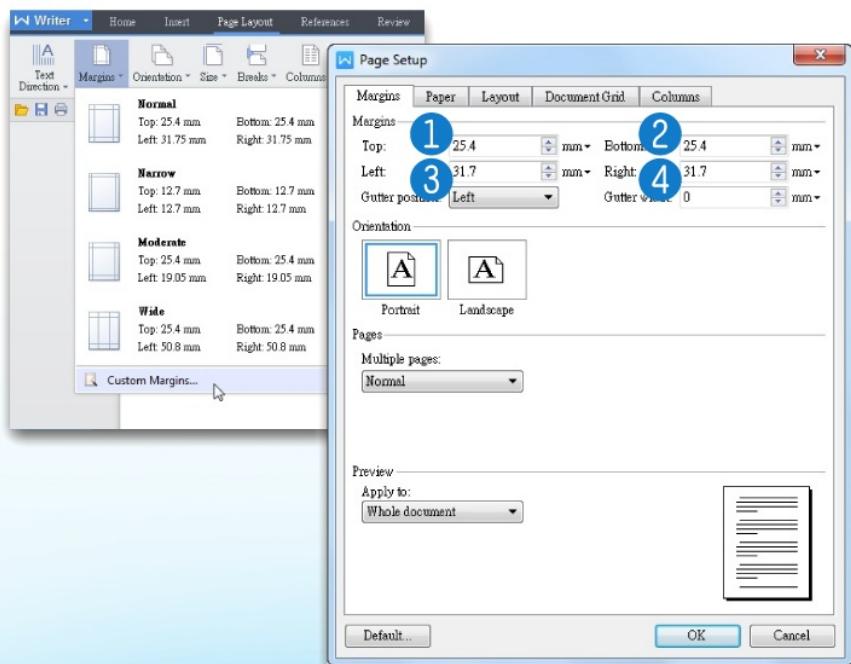 Writer
Home Insert Page Layout References Review
Text Direction
Margins Orientation Size Breaks Columns
Normal
Top: 25.4 mm Bottom: 25.4 mm
Left: 31.75 mm Right: 31.75 mm
Narrow
Top: 12.7 mm Bottom: 12.7 mm
Left: 12.7 mm Right: 12.7 mm
Moderate
Top: 25.4 mm Bottom: 25.4 mm
Left: 19.05 mm Right: 19.05 mm
Wide
Top: 25.4 mm Bottom: 25.4 mm
Left: 50.8 mm Right: 50.8 mm
Custom Margins...
Page Setup
Margins Paper Layout Document Grid Columns
Margins
Top: 1 25.4 mm Bottom 2 25.4 mm
Left: 3 31.7 mm Right: 4 31.7 mm
Gutter Left Gutter 0 mm
Orientation
A A
Portrait Landscape
Pages
Multiple pages:
Normal
Preview
Apply to:
Whole document
Default... OK Cancel